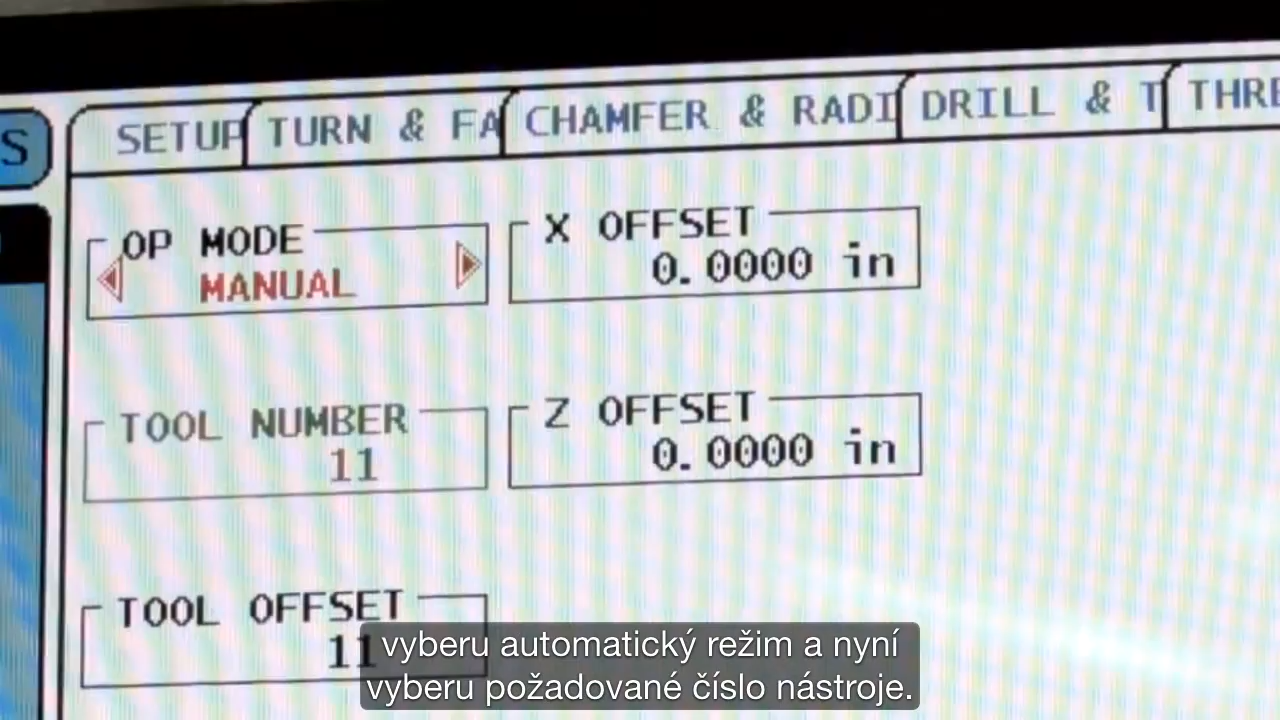 S
SETUP TURN & FA CHAMFER & RADI DRILL & T THRE
OP MODE
MANUAL
X OFFSET
0.0000 in
TOOL NUMBER
11
Z OFFSET
0.0000 in
TOOL OFFSET
11
vyberu automatický režim a nyní
vyberu požadované číslo nástroje.